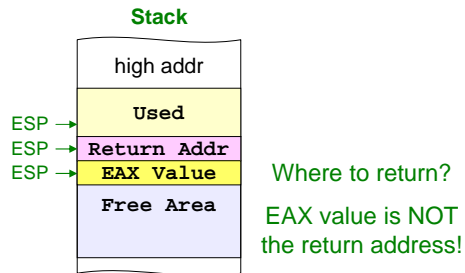 Stack
high addr
Used
ESP
ESP
Return Addr
ESP
EAX Value
Free Area
Where to return?
EAX value is NOT
the return address!